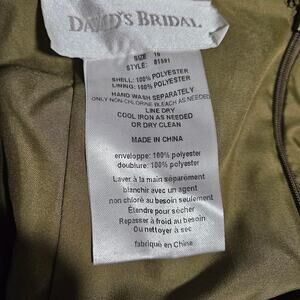 DAVID'S BRIDAL
SIZE 16
STYLE: 81591
SHELL: 100% POLYESTER
LINING: 100% POLYESTER
HAND WASH SEPARATELY
ONLY NON-CHLORINE BLEACH AS NEEDED
LINE DRY
COOL IRON AS NEEDED
OR DRY CLEAN
MADE IN CHINA
enveloppe: 100% polyester
doublure: 100% polyester
Laver à la main séparément
blanchir avec un agent
non chloré au besoin seulement
Étendre pour sécher
Repasser à froid au besoin
Ou nettoyer à sec
fabriqué en Chine